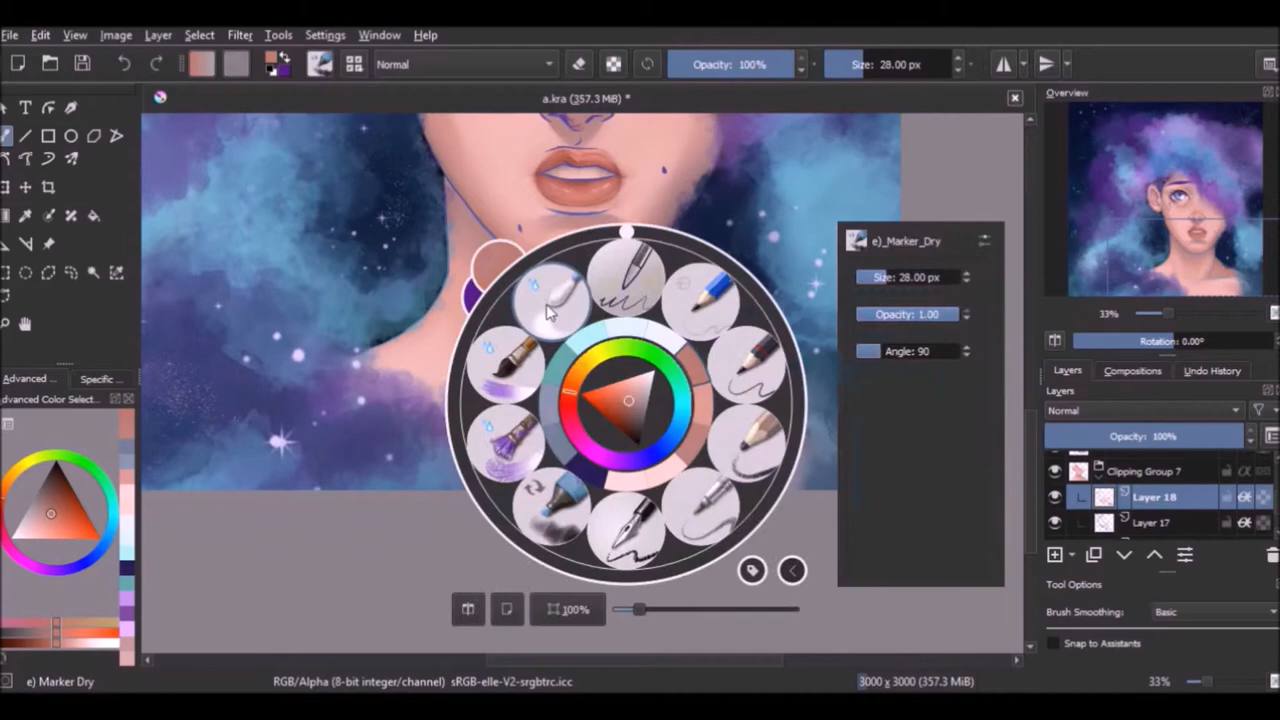 File Edit View Image Layer Select Filter Tools Settings Window Help
Normal Opacity: 100% Size: 28.00 px
a.kra (357.3 MiB) *
Overview
e)_Marker_Dry
Size: 28.00 px
Opacity: 1.00
Angle: 90
33%
Rotation: 0.00°
Layers Compositions Undo History
Layers
Normal
Opacity: 100%
Clipping Group 7
Layer 18
Layer 17
Tool Options
Brush Smoothing: Basic
Snap to Assistants
Advanced ... Specific ...
dvanced Color Select...
100%
e) Marker Dry RGB/Alpha (8-bit integer/channel) sRGB-elle-V2-srgbtrc.icc 3000 x 3000 (357.3 MiB) 33%